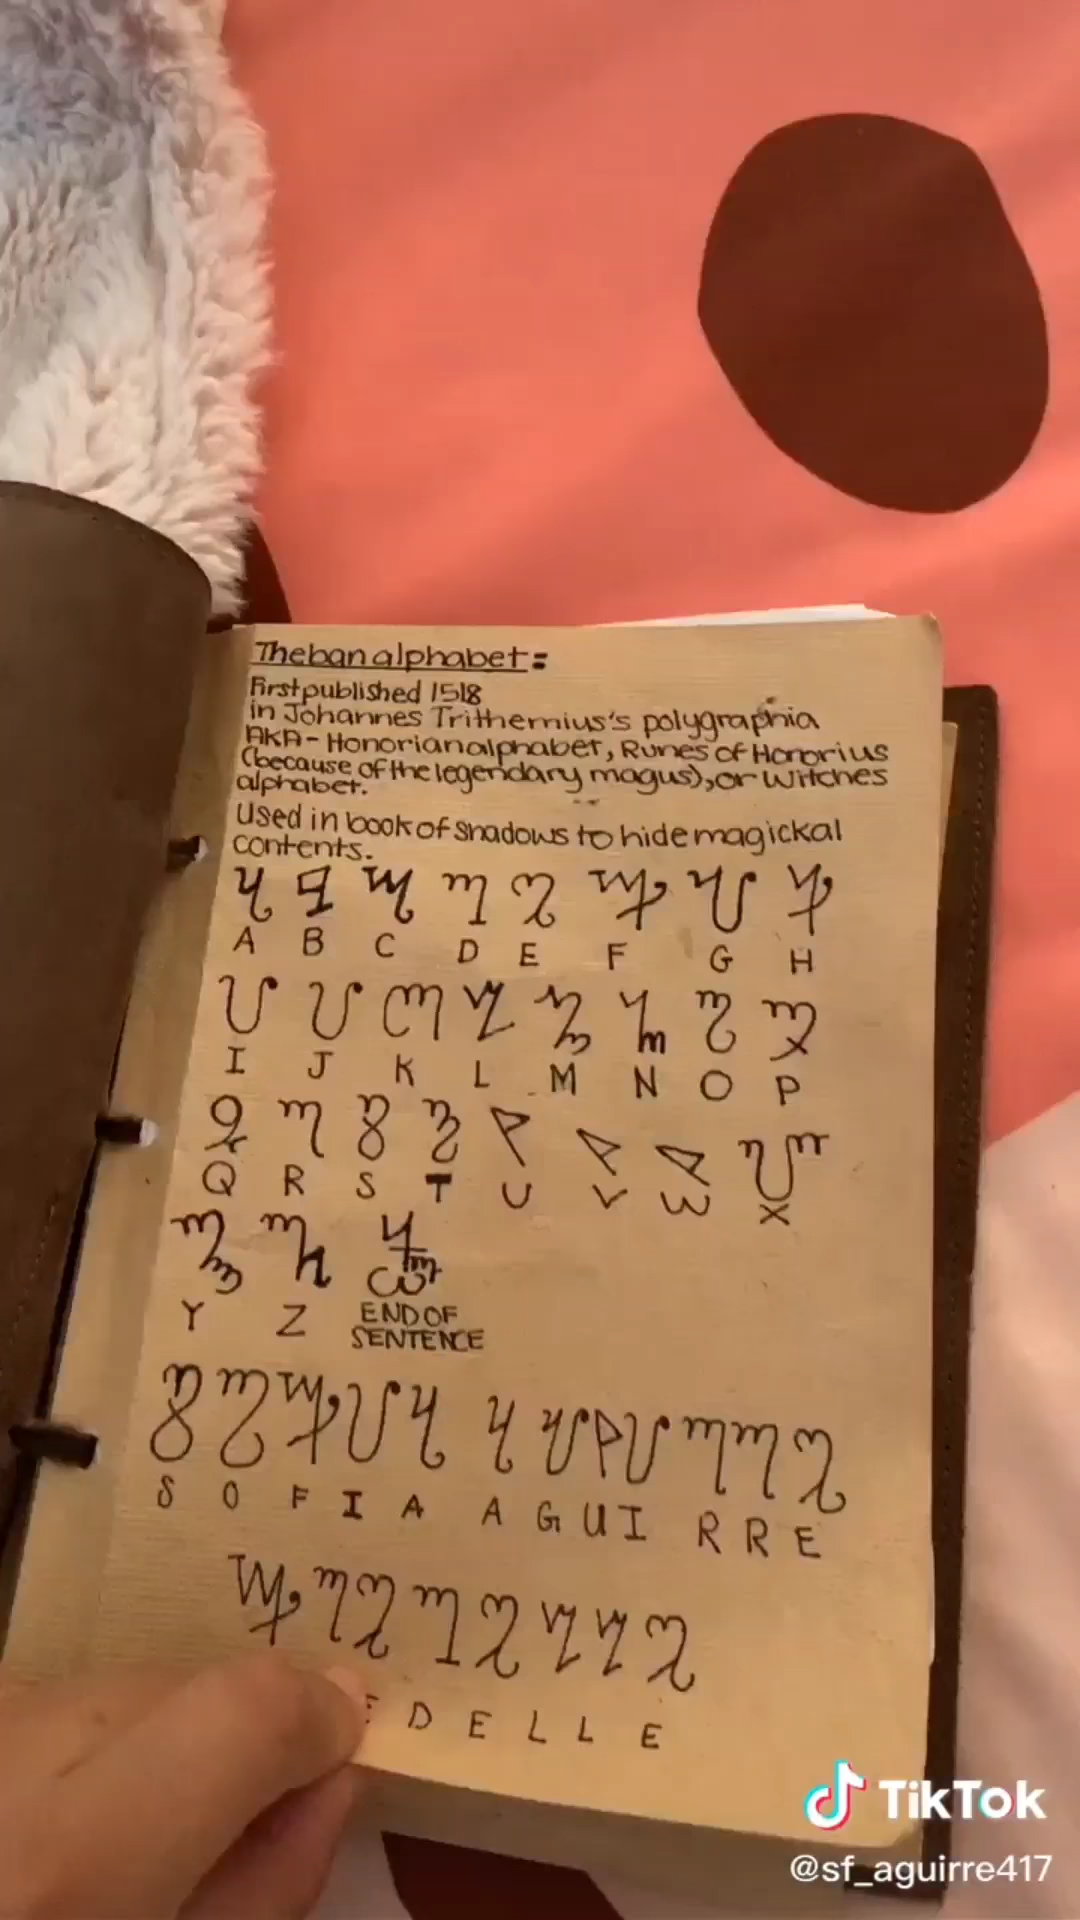 Theban alphabet:
First published 1518
in Johannes Trithemius's polygraphia
AKA - Honorian alphabet, Runes of Honorius
(because of the legendary magus), or Witches
alphabet.
Used in book of shadows to hide magickal
contents.
A B C D E F G H
I J K L M N O P
Q R S T U V W X
Y Z END OF
SENTENCE
S O F I A A G U I R R E
E D E L L E
TikTok
@sf_aguirre417